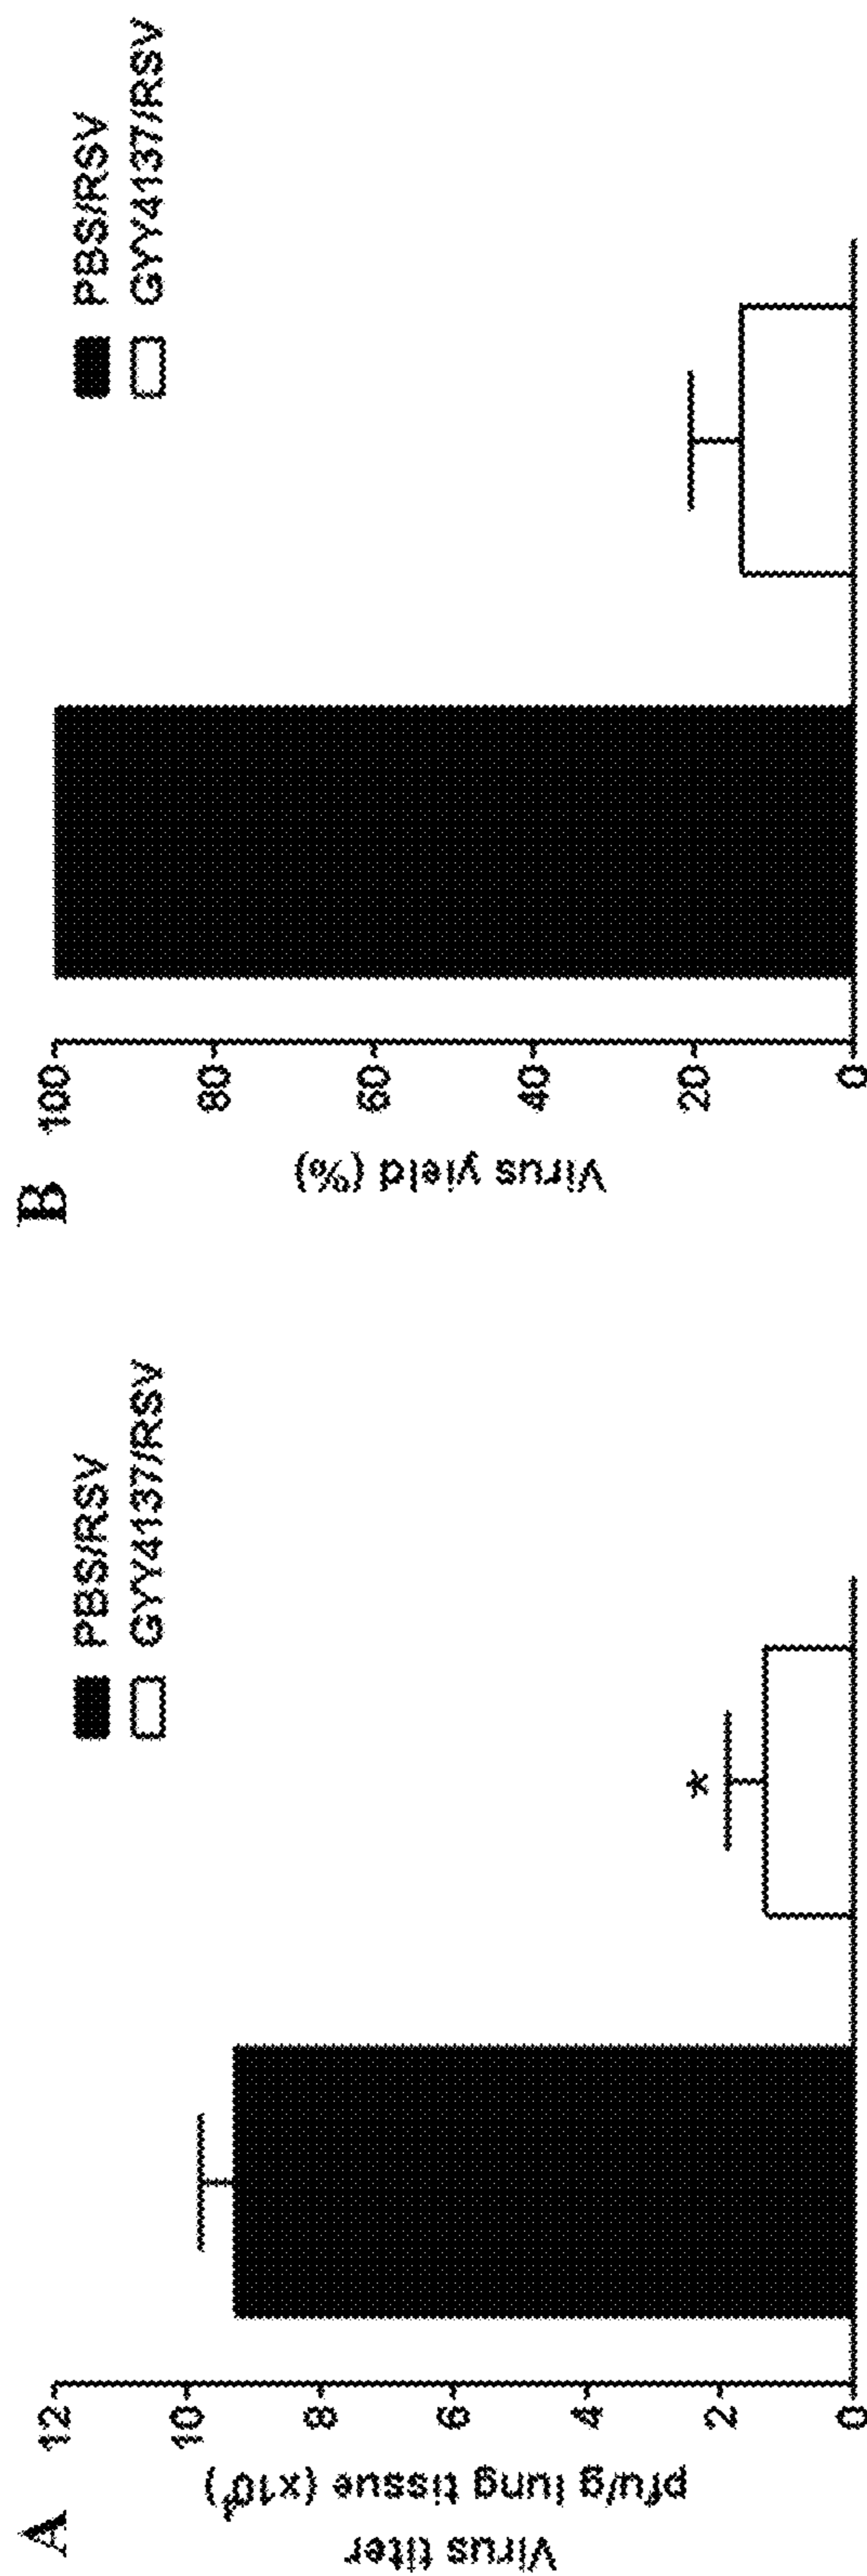 A
Virus titer
pfu/g lung tissue (x10⁴)
12
10
8
6
4
2
0
PBS/RSV
GYY4137/RSV
*
B
Virus yield (%)
100
80
60
40
20
0
PBS/RSV
GYY4137/RSV